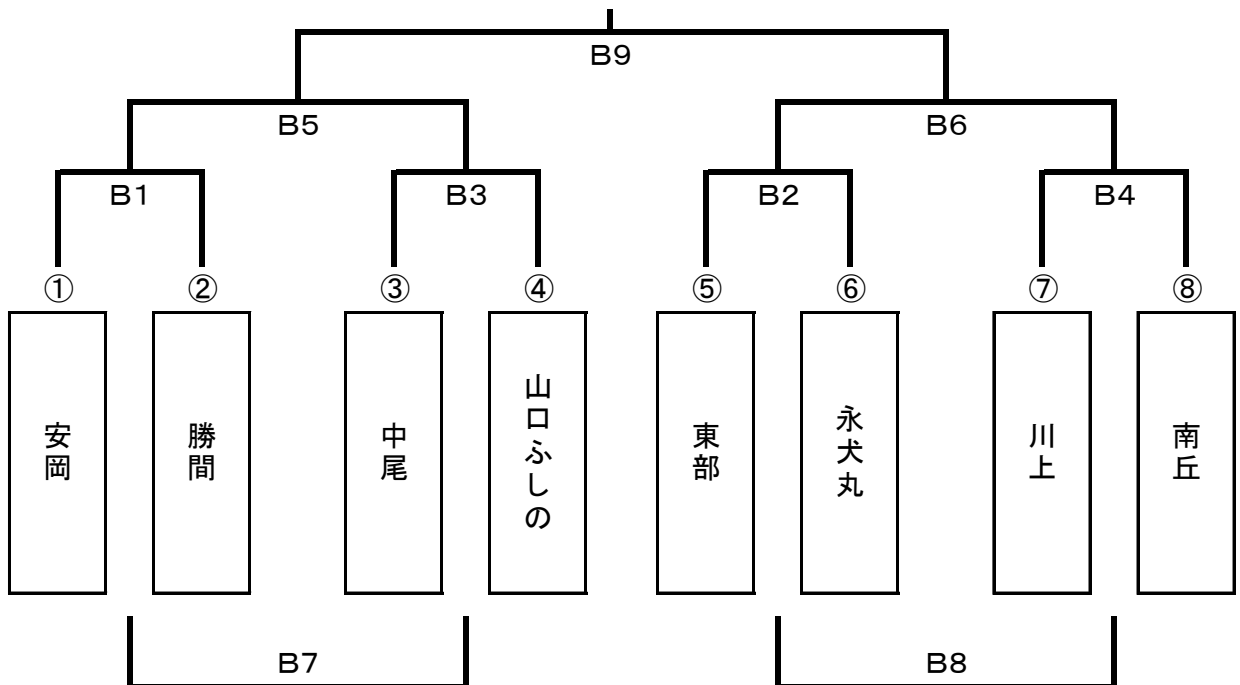 B9
B5
B6
B1
B3
B2
B4
①
②
③
④
⑤
⑥
⑦
⑧
安岡
勝間
中尾
山口ふしの
東部
永犬丸
川上
南丘
B7
B8